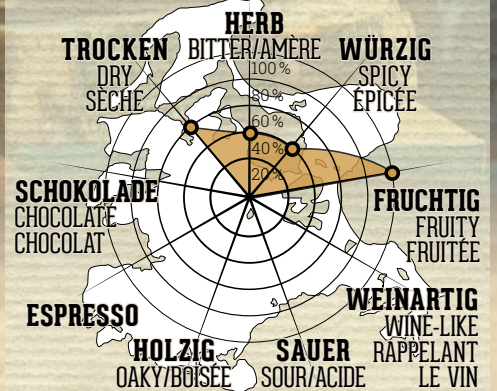 HERB
BITTER/AMÈRE
100%
80%
60%
40%
20%
WÜRZIG
SPICY
ÉPICÉE
FRUCHTIG
FRUITY
FRUITÉE
WEINARTIG
WINE-LIKE
RAPPELANT
LE VIN
SAUER
SOUR/ACIDE
HOLZIG
OAKY/BOISÉE
ESPRESSO
SCHOKOLADE
CHOCOLATE
CHOCOLAT
TROCKEN
DRY
SÈCHE